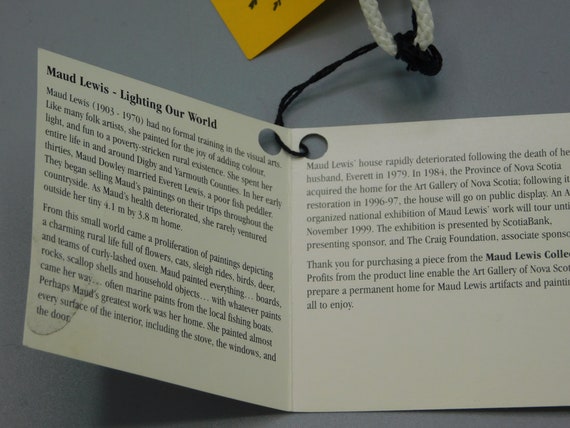 Maud Lewis - Lighting Our World
Maud Lewis (1903 - 1970) had no formal training in the visual arts.
Like many folk artists, she painted for the joy of adding colour,
light, and fun to a poverty-stricken rural existence. She spent her
entire life in and around Digby and Yarmouth Counties. In her early
thirties, Maud Dowley married Everett Lewis, a poor fish peddler.
They began selling Maud's paintings on their trips throughout the
countryside. As Maud's health deteriorated, she rarely ventured
outside her tiny 4.1 m by 3.8 m home.
From this small world came a proliferation of paintings depicting
a charming rural life full of flowers, cats, sleigh rides, birds, deer,
and teams of curly-lashed oxen. Maud painted everything... boards,
rocks, scallop shells and household objects... with whatever paints
came her way... often marine paints from the local fishing boats.
Perhaps Maud's greatest work was her home. She painted almost
every surface of the interior, including the stove, the windows, and
the door.
Maud Lewis' house rapidly deteriorated following the death of he
husband, Everett in 1979. In 1984, the Province of Nova Scotia
acquired the home for the Art Gallery of Nova Scotia; following it
restoration in 1996-97, the house will go on public display. An A
organized national exhibition of Maud Lewis' work will tour until
November 1999. The exhibition is presented by ScotiaBank,
presenting sponsor, and The Craig Foundation, associate sponso
Thank you for purchasing a piece from the Maud Lewis Collec
Profits from the product line enable the Art Gallery of Nova Scot
prepare a permanent home for Maud Lewis artifacts and paintin
all to enjoy.